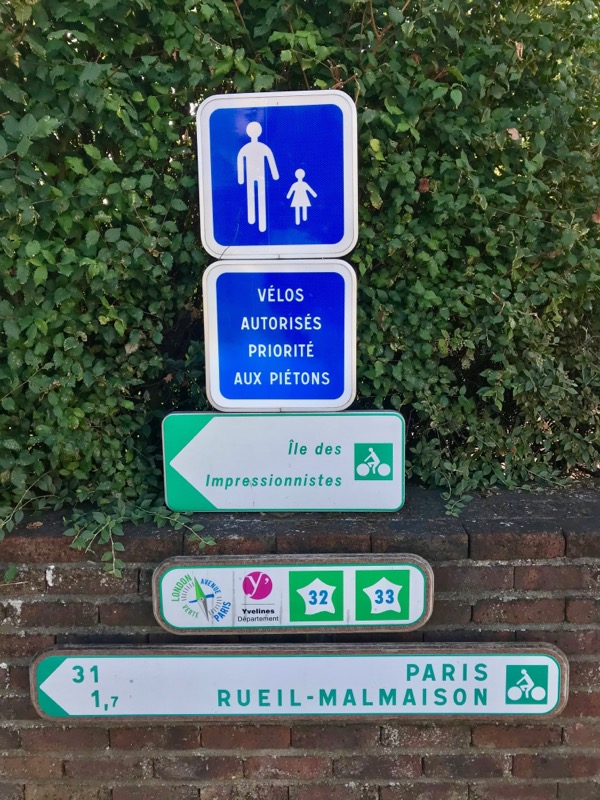 VÉLOS
AUTORISÉS
PRIORITÉ
AUX PIÉTONS
Île des
Impressionnistes
AVENUE VERTE
LONDON PARIS
Y'
Yvelines
Département
32
33
31 PARIS
1,7 RUEIL-MALMAISON